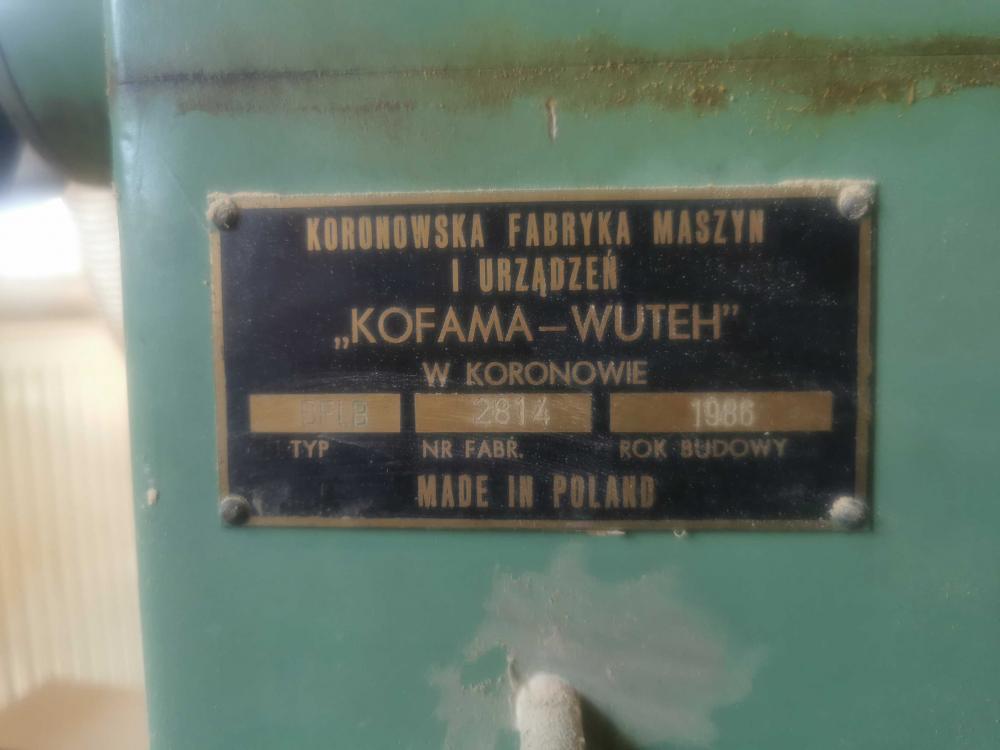 KORONOWSKA FABRYKA MASZYN
I URZĄDZEŃ
„KOFAMA – WUTEH”
W KORONOWIE
2814 1986
TYP NR FABR. ROK BUDOWY
MADE IN POLAND